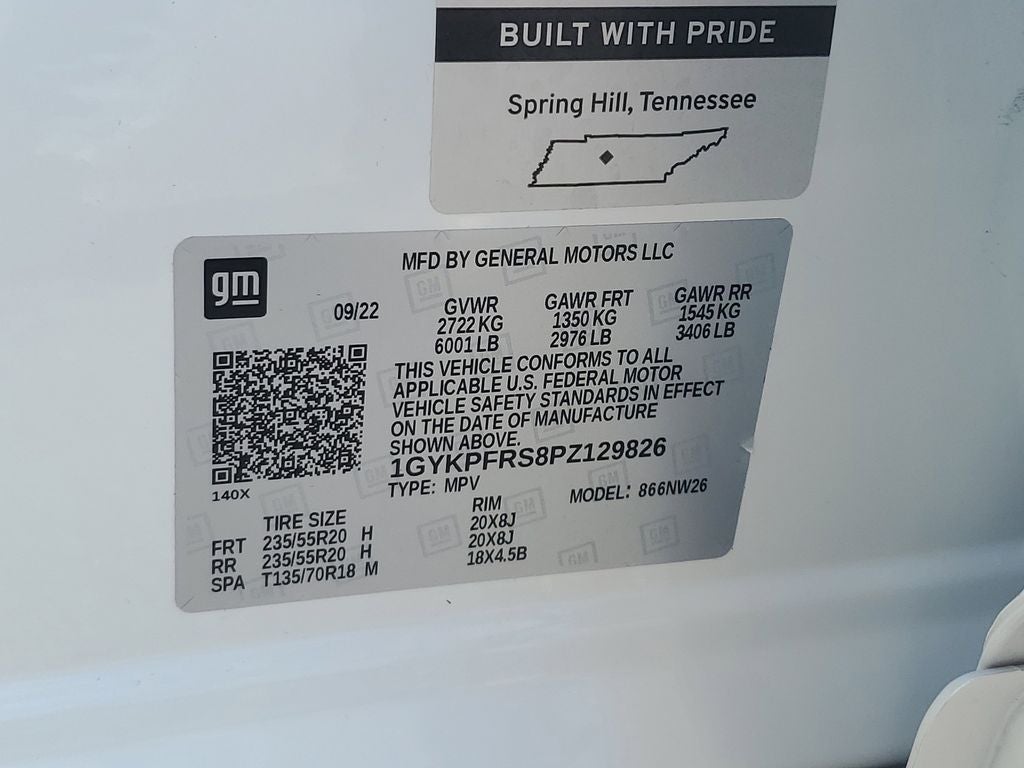 BUILT WITH PRIDE
Spring Hill, Tennessee
gm
MFD BY GENERAL MOTORS LLC
09/22
GVWR GAWR FRT GAWR RR
2722 KG 1350 KG 1545 KG
6001 LB 2976 LB 3406 LB
THIS VEHICLE CONFORMS TO ALL
APPLICABLE U.S. FEDERAL MOTOR
VEHICLE SAFETY STANDARDS IN EFFECT
ON THE DATE OF MANUFACTURE
SHOWN ABOVE.
1GYKPFRS8PZ129826
140X
TYPE: MPV MODEL: 866NW26
TIRE SIZE RIM
FRT 235/55R20 H 20X8J
RR 235/55R20 H 20X8J
SPA T135/70R18 M 18X4.5B